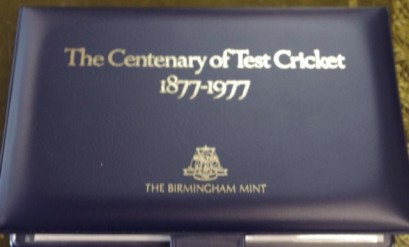 The Centenary of Test Cricket
1877-1977
THE BIRMINGHAM MINT